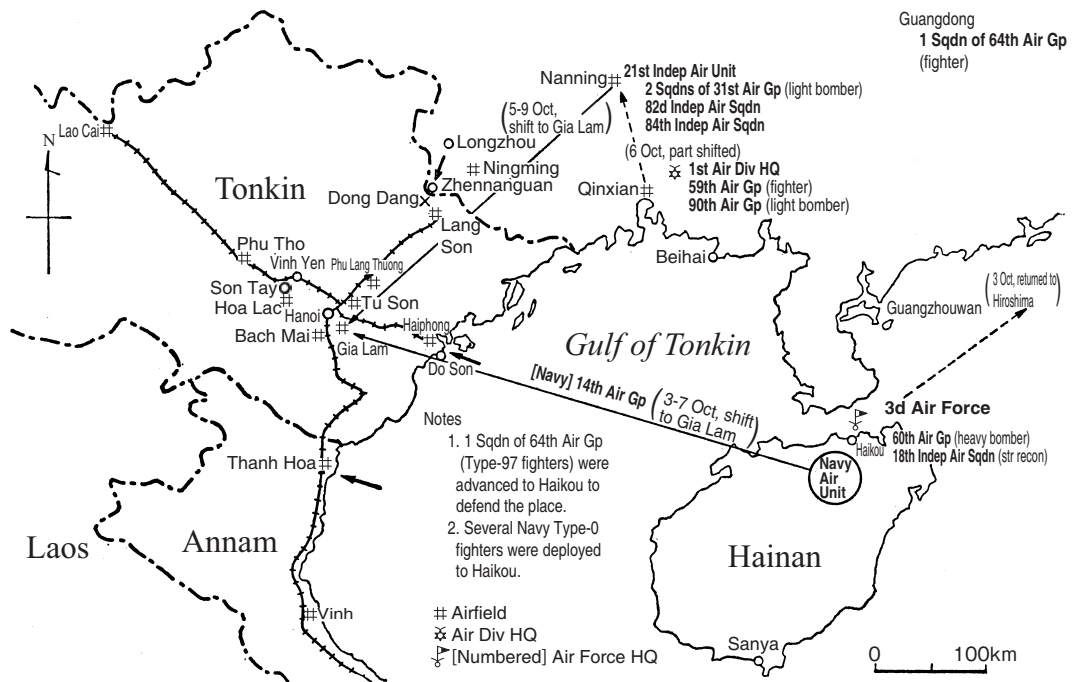 Guangdong
1 Sqdn of 64th Air Gp
(fighter)
Nanning
21st Indep Air Unit
2 Sqdns of 31st Air Gp (light bomber)
82d Indep Air Sqdn
84th Indep Air Sqdn
(5-9 Oct,
shift to Gia Lam)
Lao Cai
N
Longzhou
Ningming
Zhennanguan
(6 Oct, part shifted)
1st Air Div HQ
59th Air Gp (fighter)
90th Air Gp (light bomber)
Qinxian
Tonkin
Dong Dang
Lang
Son
Phu Tho
Vinh Yen
Phu Lang Thuong
Beihai
Son Tay
Hoa Lac
Tu Son
Hanoi
Bach Mai
Gia Lam
Haiphong
Do Son
Gulf of Tonkin
Guangzhouwan
(3 Oct, returned to
Hiroshima)
[Navy] 14th Air Gp (3-7 Oct, shift
to Gia Lam)
3d Air Force
60th Air Gp (heavy bomber)
18th Indep Air Sqdn (str recon)
Haikou
Navy
Air
Unit
Notes
1. 1 Sqdn of 64th Air Gp
(Type-97 fighters) were
advanced to Haikou to
defend the place.
2. Several Navy Type-0
fighters were deployed
to Haikou.
Thanh Hoa
Laos
Annam
Hainan
Vinh
Airfield
Air Div HQ
[Numbered] Air Force HQ
Sanya
0 100km